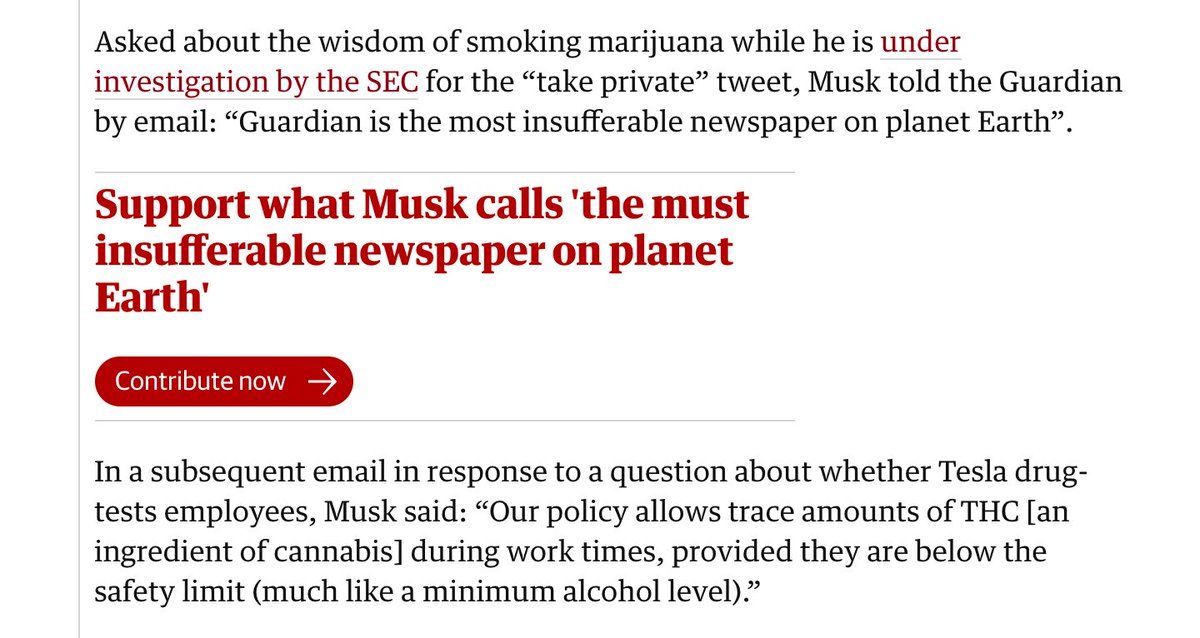 Asked about the wisdom of smoking marijuana while he is under
investigation by the SEC for the “take private” tweet, Musk told the Guardian
by email: “Guardian is the most insufferable newspaper on planet Earth”.
Support what Musk calls 'the must
insufferable newspaper on planet
Earth'
Contribute now →
In a subsequent email in response to a question about whether Tesla drug-
tests employees, Musk said: “Our policy allows trace amounts of THC [an
ingredient of cannabis] during work times, provided they are below the
safety limit (much like a minimum alcohol level).”